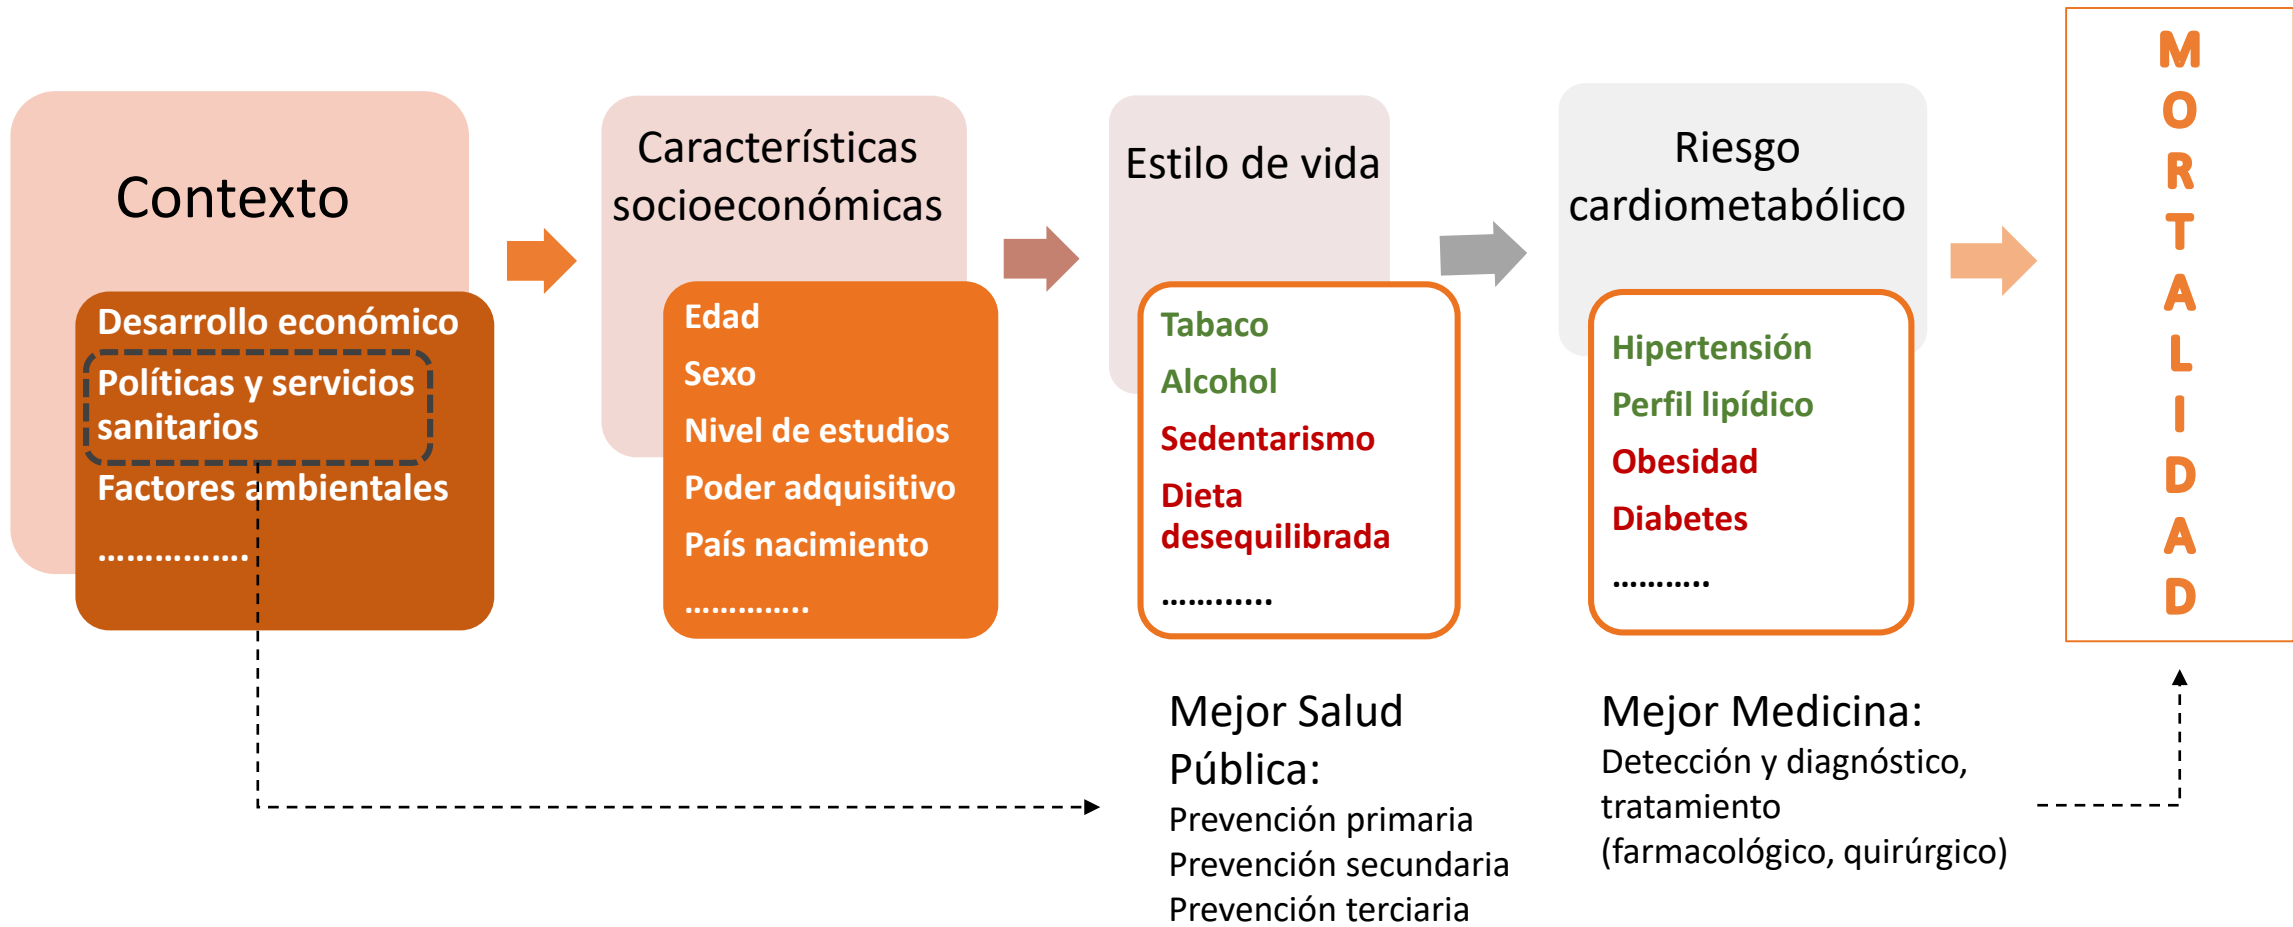 Contexto
Desarrollo económico
Políticas y servicios
sanitarios
Factores ambientales
................
Características
socioeconómicas
Edad
Sexo
Nivel de estudios
Poder adquisitivo
País nacimiento
..............
Estilo de vida
Tabaco
Alcohol
Sedentarismo
Dieta
desequilibrada
............
Riesgo
cardiometabólico
Hipertensión
Perfil lipídico
Obesidad
Diabetes
...........
M
O
R
T
A
L
I
D
A
D
Mejor Salud
Pública:
Prevención primaria
Prevención secundaria
Prevención terciaria
Mejor Medicina:
Detección y diagnóstico,
tratamiento
(farmacológico, quirúrgico)